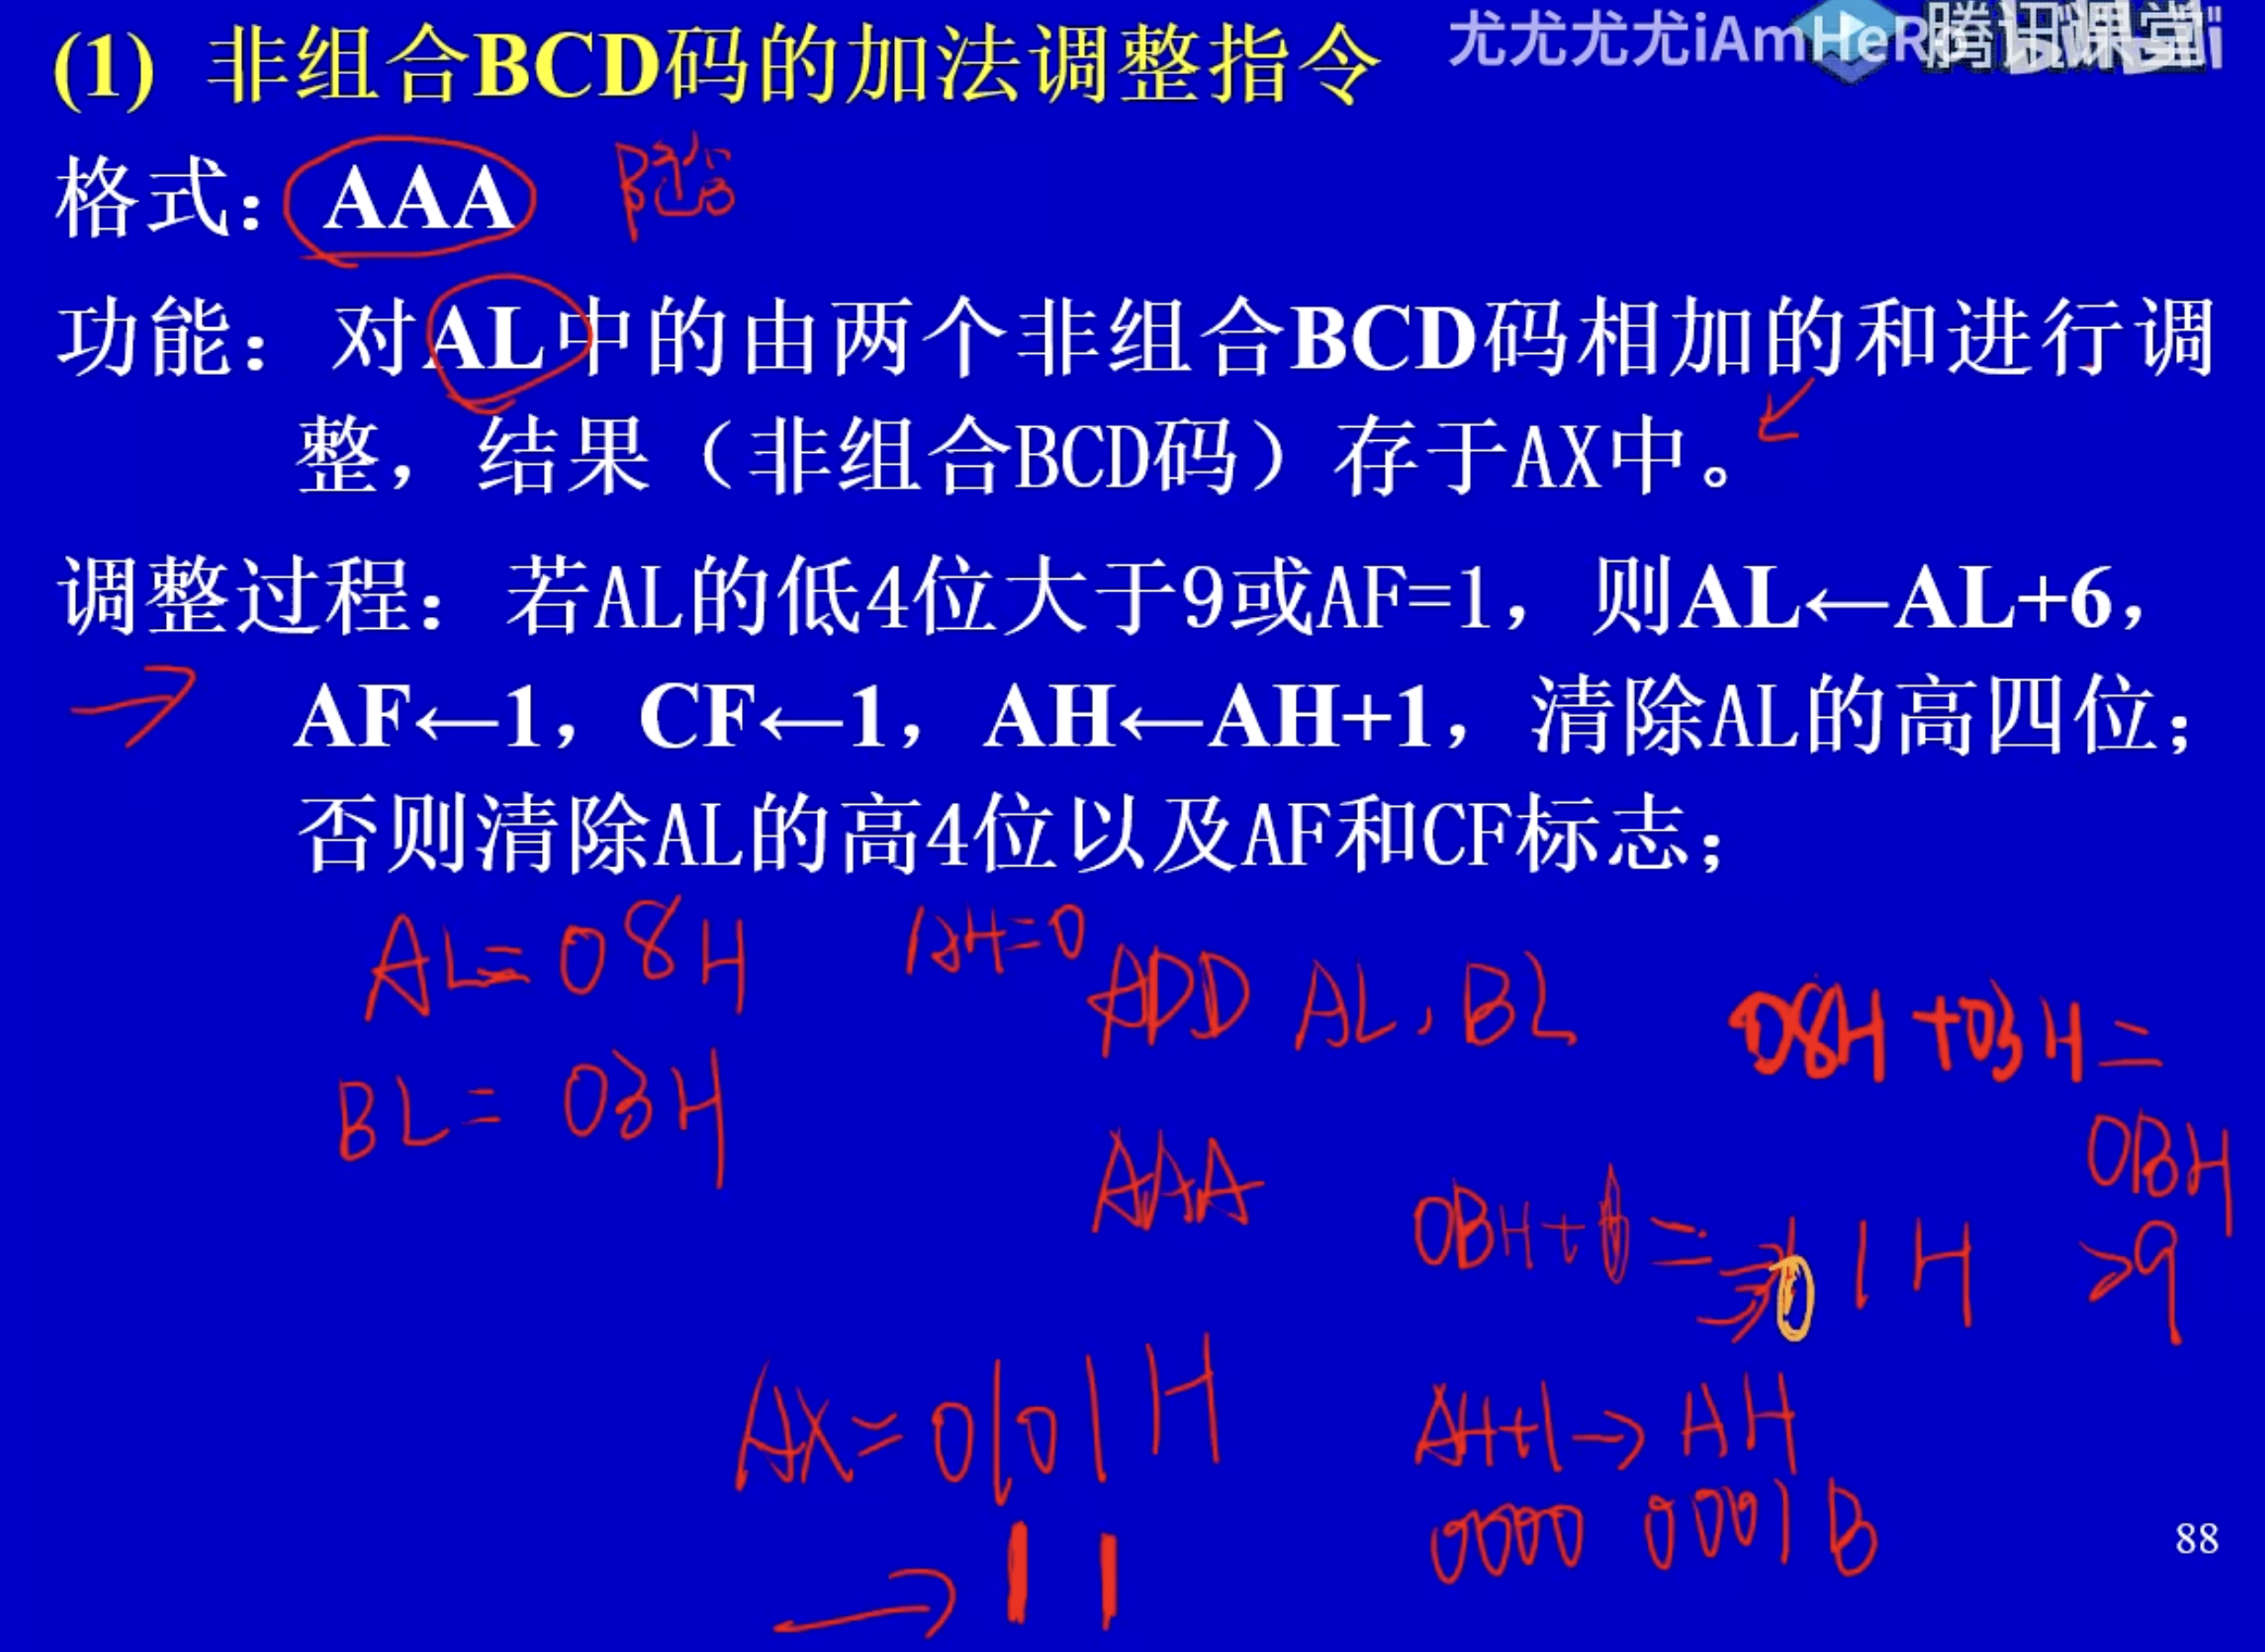 (1) 非组合BCD码的加法调整指令
尤尤尤尤iAmHeR
腾讯课堂
格式：AAA 隐含
功能：对AL中的由两个非组合BCD码相加的和进行调
整，结果（非组合BCD码）存于AX中。
调整过程：若AL的低4位大于9或AF=1，则AL←AL+6，
AF←1，CF←1，AH←AH+1，清除AL的高四位；
否则清除AL的高4位以及AF和CF标志；
AL=08H AH=0
ADD AL,BL 08H+03H=
BL=03H 0BH
AAA 0BH+6= 01H >9
AX=0101H AH+1→AH
0000 0001B
→ 11
88